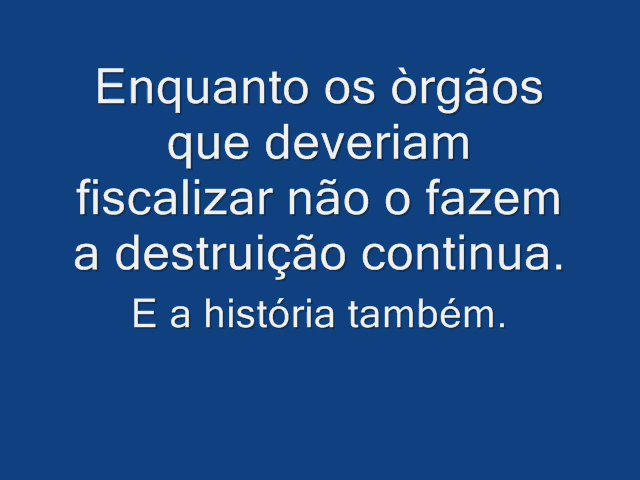 Enquanto os òrgãos
que deveriam
fiscalizar não o fazem
a destruição continua.
E a história também.